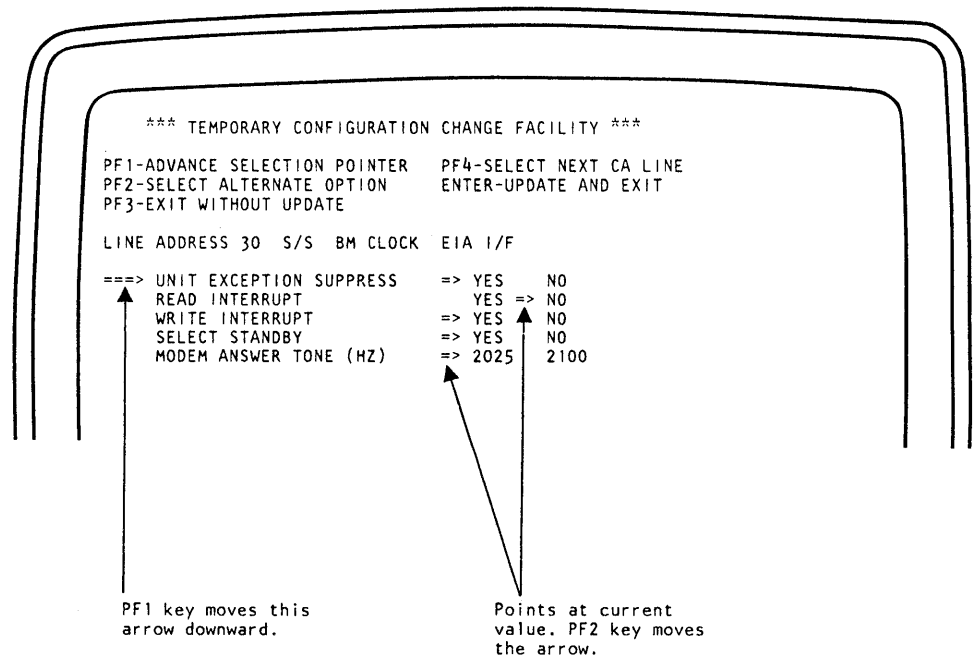 *** TEMPORARY CONFIGURATION CHANGE FACILITY ***
PF1-ADVANCE SELECTION POINTER PF4-SELECT NEXT CA LINE
PF2-SELECT ALTERNATE OPTION ENTER-UPDATE AND EXIT
PF3-EXIT WITHOUT UPDATE
LINE ADDRESS 30 S/S BM CLOCK EIA I/F
===> UNIT EXCEPTION SUPPRESS => YES NO
READ INTERRUPT YES => NO
WRITE INTERRUPT => YES NO
SELECT STANDBY => YES NO
MODEM ANSWER TONE (HZ) => 2025 2100
PF1 key moves this
arrow downward.
Points at current
value. PF2 key moves
the arrow.